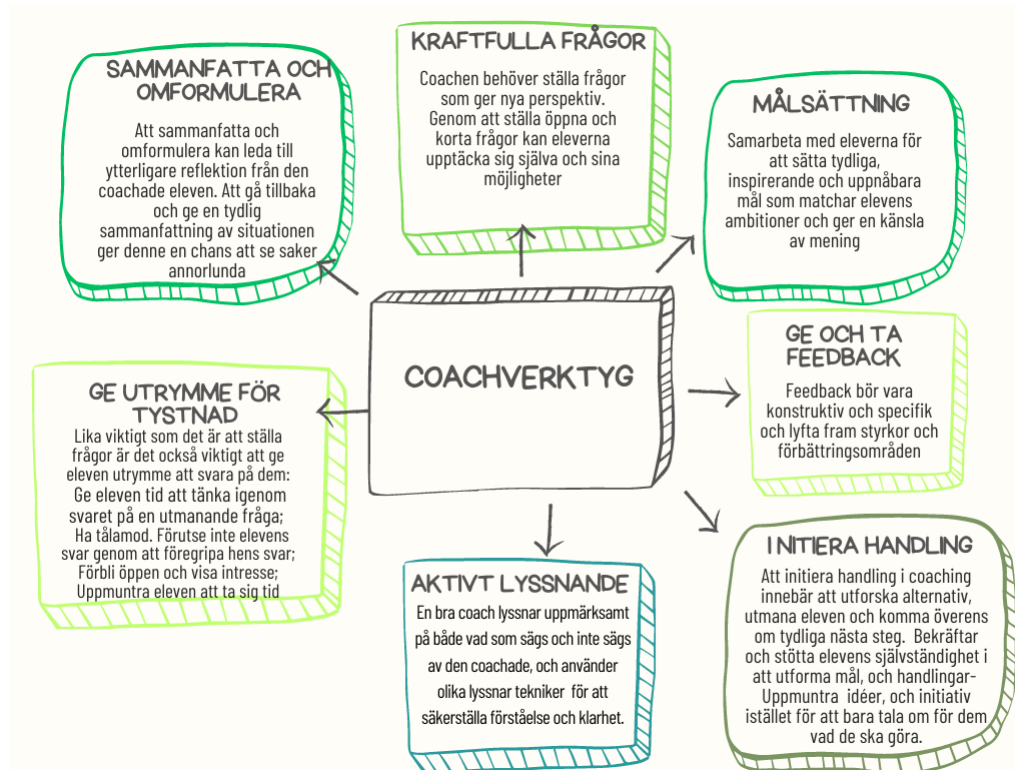 SAMMANFATTA OCH
OMFORMULERA
Att sammanfatta och
omformulera kan leda till
ytterligare reflektion från den
coachade eleven. Att gå tillbaka
och ge en tydlig
sammanfattning av situationen
ger denne en chans att se saker
annorlunda
KRAFTFULLA FRÅGOR
Coachen behöver ställa frågor
som ger nya perspektiv.
Genom att ställa öppna och
korta frågor kan eleverna
upptäcka sig själva och sina
möjligheter
MÅLSÄTTNING
Samarbeta med eleverna för
att sätta tydliga,
inspirerande och uppnåbara
mål som matchar elevens
ambitioner och ger en känsla
av mening
COACHVERKTYG
GE OCH TA
FEEDBACK
Feedback bör vara
konstruktiv och specifik
och lyfta fram styrkor och
förbättringsområden
GE UTRYMME FÖR
TYSTNAD
Lika viktigt som det är att ställa
frågor är det också viktigt att ge
eleven utrymme att svara på dem:
Ge eleven tid att tänka igenom
svaret på en utmanande fråga;
Ha tålamod. Förutse inte elevens
svar genom att föregripa hens svar;
Förbli öppen och visa intresse;
Uppmuntra eleven att ta sig tid
AKTIVT LYSSNANDE
En bra coach lyssnar uppmärksamt
på både vad som sägs och inte sägs
av den coachade, och använder
olika lyssnar tekniker för att
säkerställa förståelse och klarhet.
INITIERA HANDLING
Att initiera handling i coaching
innebär att utforska alternativ,
utmana eleven och komma överens
om tydliga nästa steg. Bekräftar
och stötta elevens självständighet i
att utforma mål, och handlingar-
Uppmuntra idéer, och initiativ
istället för att bara tala om för dem
vad de ska göra.